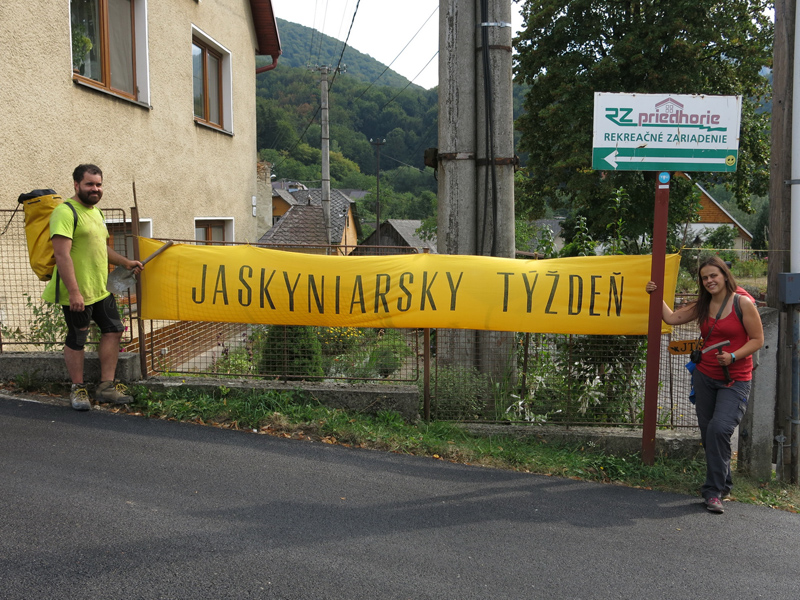 RZ priedhorie
REKREAČNÉ ZARIADENIE
JASKYNIARSKY TÝŽDEŇ